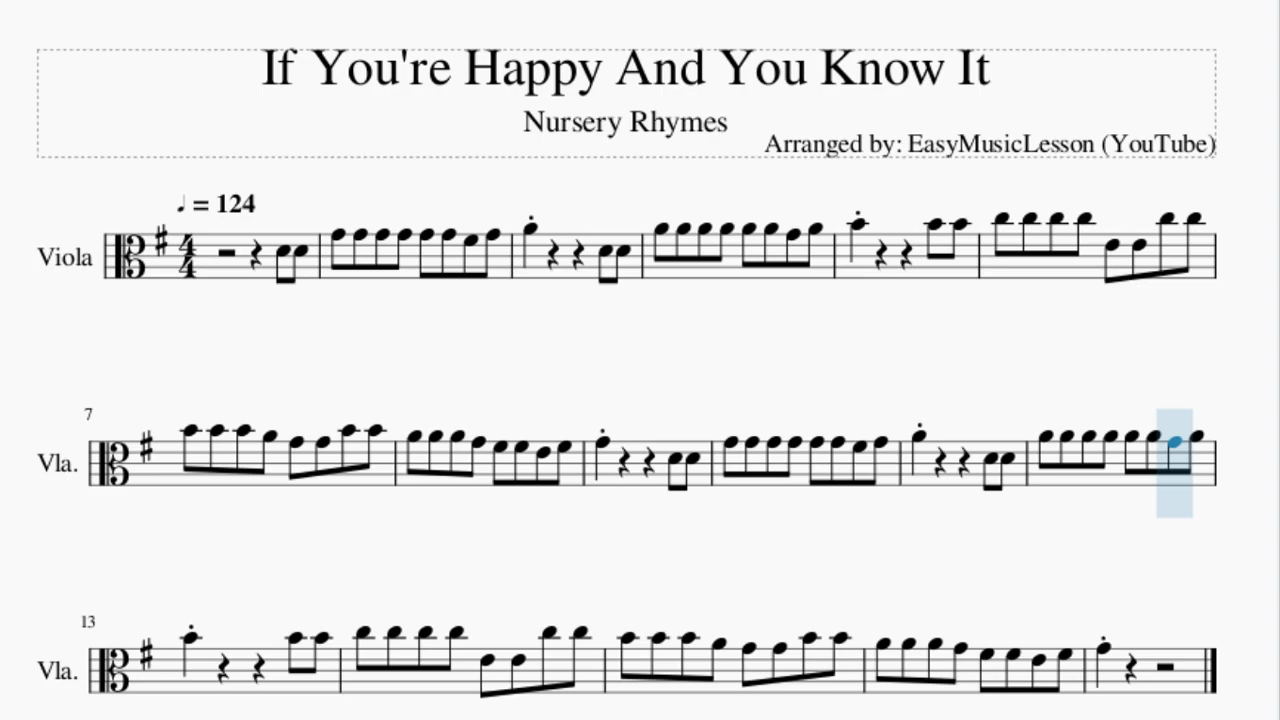 If You're Happy And You Know It
Nursery Rhymes
Arranged by: EasyMusicLesson (YouTube)
♩ = 124
Viola
4
4
7
Vla.
13
Vla.